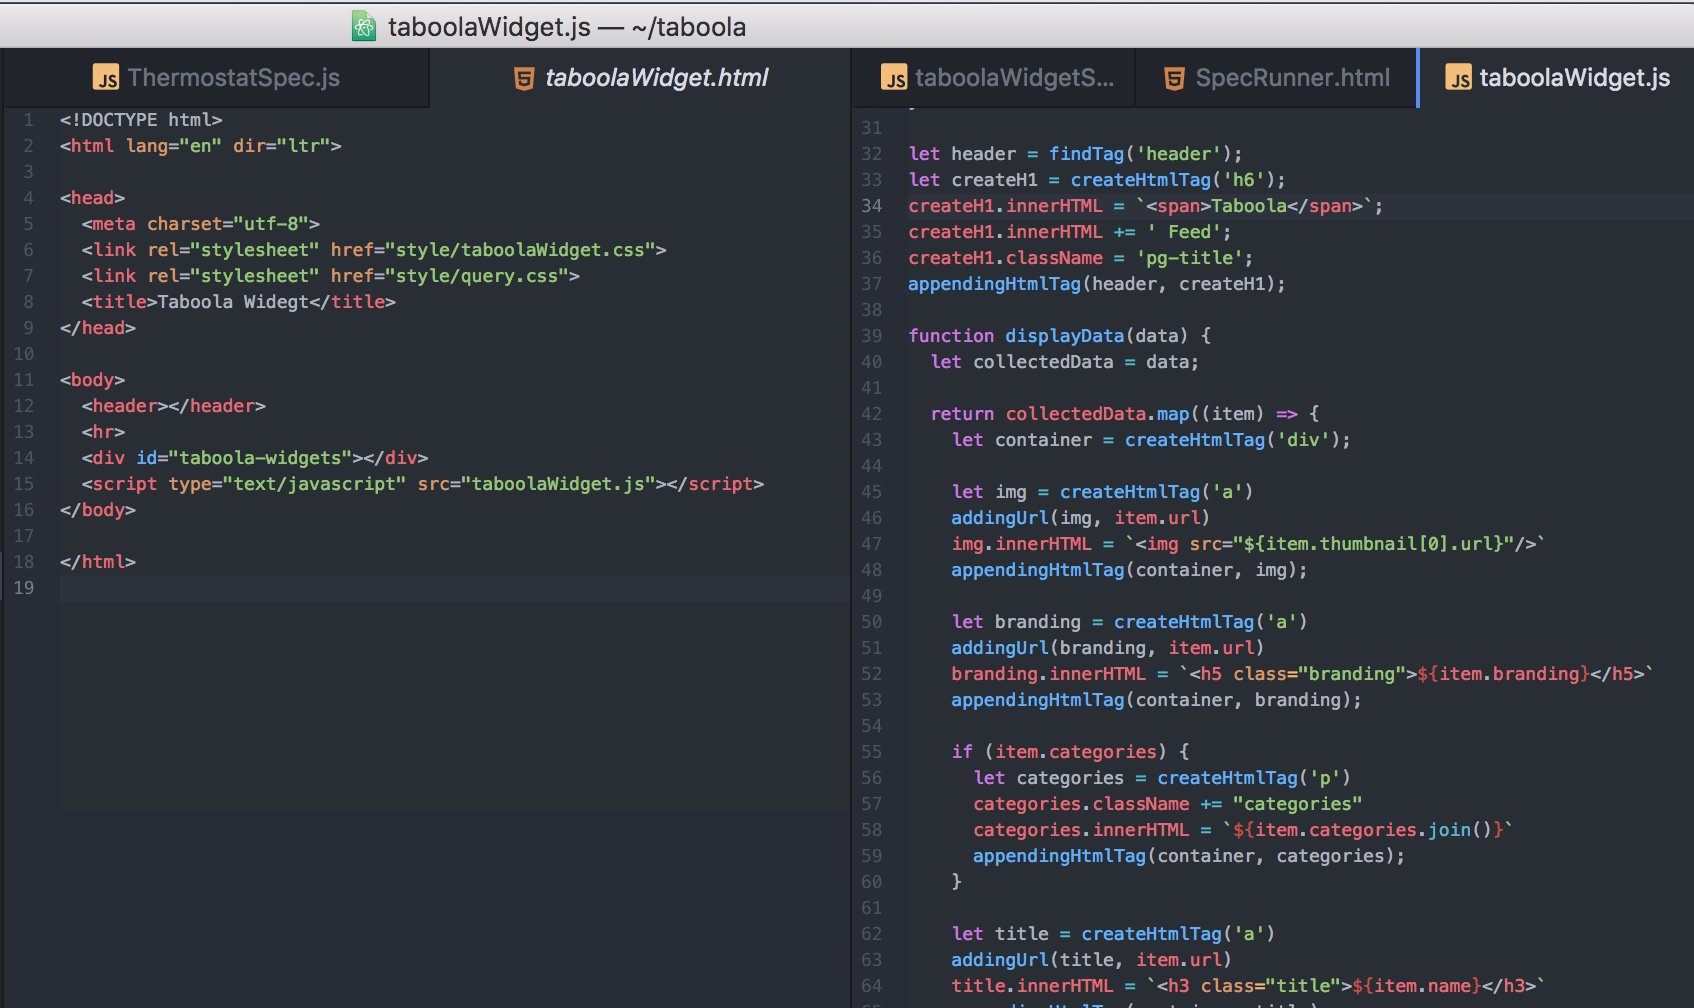 taboolaWidget.js — ~/taboola
ThermostatSpec.js
taboolaWidget.html
1 <!DOCTYPE html>
2 <html lang="en" dir="ltr">
3
4 <head>
5 <meta charset="utf-8">
6 <link rel="stylesheet" href="style/taboolaWidget.css">
7 <link rel="stylesheet" href="style/query.css">
8 <title>Taboola Widegt</title>
9 </head>
10
11 <body>
12 <header></header>
13 <hr>
14 <div id="taboola-widgets"></div>
15 <script type="text/javascript" src="taboolaWidget.js"></script>
16 </body>
17
18 </html>
19
taboolaWidgetS...
SpecRunner.html
taboolaWidget.js
31
32 let header = findTag('header');
33 let createH1 = createHtmlTag('h6');
34 createH1.innerHTML = `<span>Taboola</span>`;
35 createH1.innerHTML += ' Feed';
36 createH1.className = 'pg-title';
37 appendingHtmlTag(header, createH1);
38
39 function displayData(data) {
40 let collectedData = data;
41
42 return collectedData.map((item) => {
43 let container = createHtmlTag('div');
44
45 let img = createHtmlTag('a')
46 addingUrl(img, item.url)
47 img.innerHTML = `<img src="${item.thumbnail[0].url}"/>`
48 appendingHtmlTag(container, img);
49
50 let branding = createHtmlTag('a')
51 addingUrl(branding, item.url)
52 branding.innerHTML = `<h5 class="branding">${item.branding}</h5>`
53 appendingHtmlTag(container, branding);
54
55 if (item.categories) {
56 let categories = createHtmlTag('p')
57 categories.className += "categories"
58 categories.innerHTML = `${item.categories.join()}`
59 appendingHtmlTag(container, categories);
60 }
61
62 let title = createHtmlTag('a')
63 addingUrl(title, item.url)
64 title.innerHTML = `<h3 class="title">${item.name}</h3>`